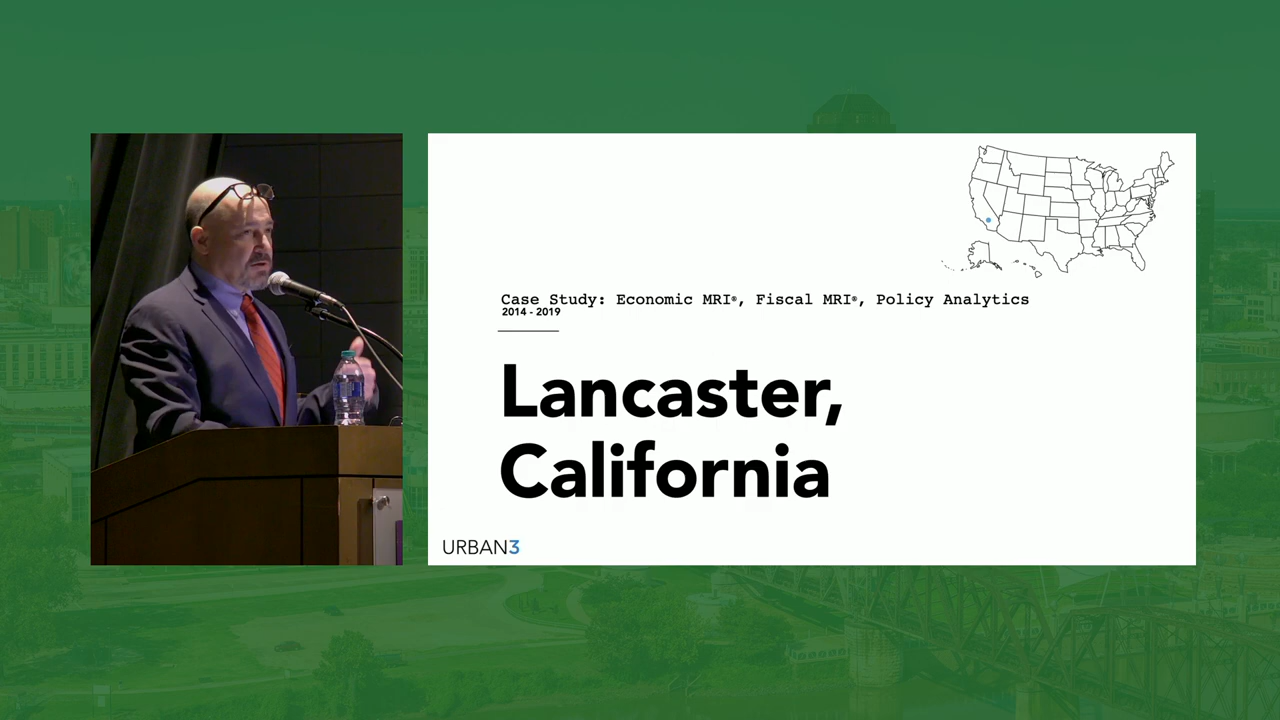 Case Study: Economic MRI®, Fiscal MRI®, Policy Analytics
2014 - 2019
Lancaster,
California
URBAN3